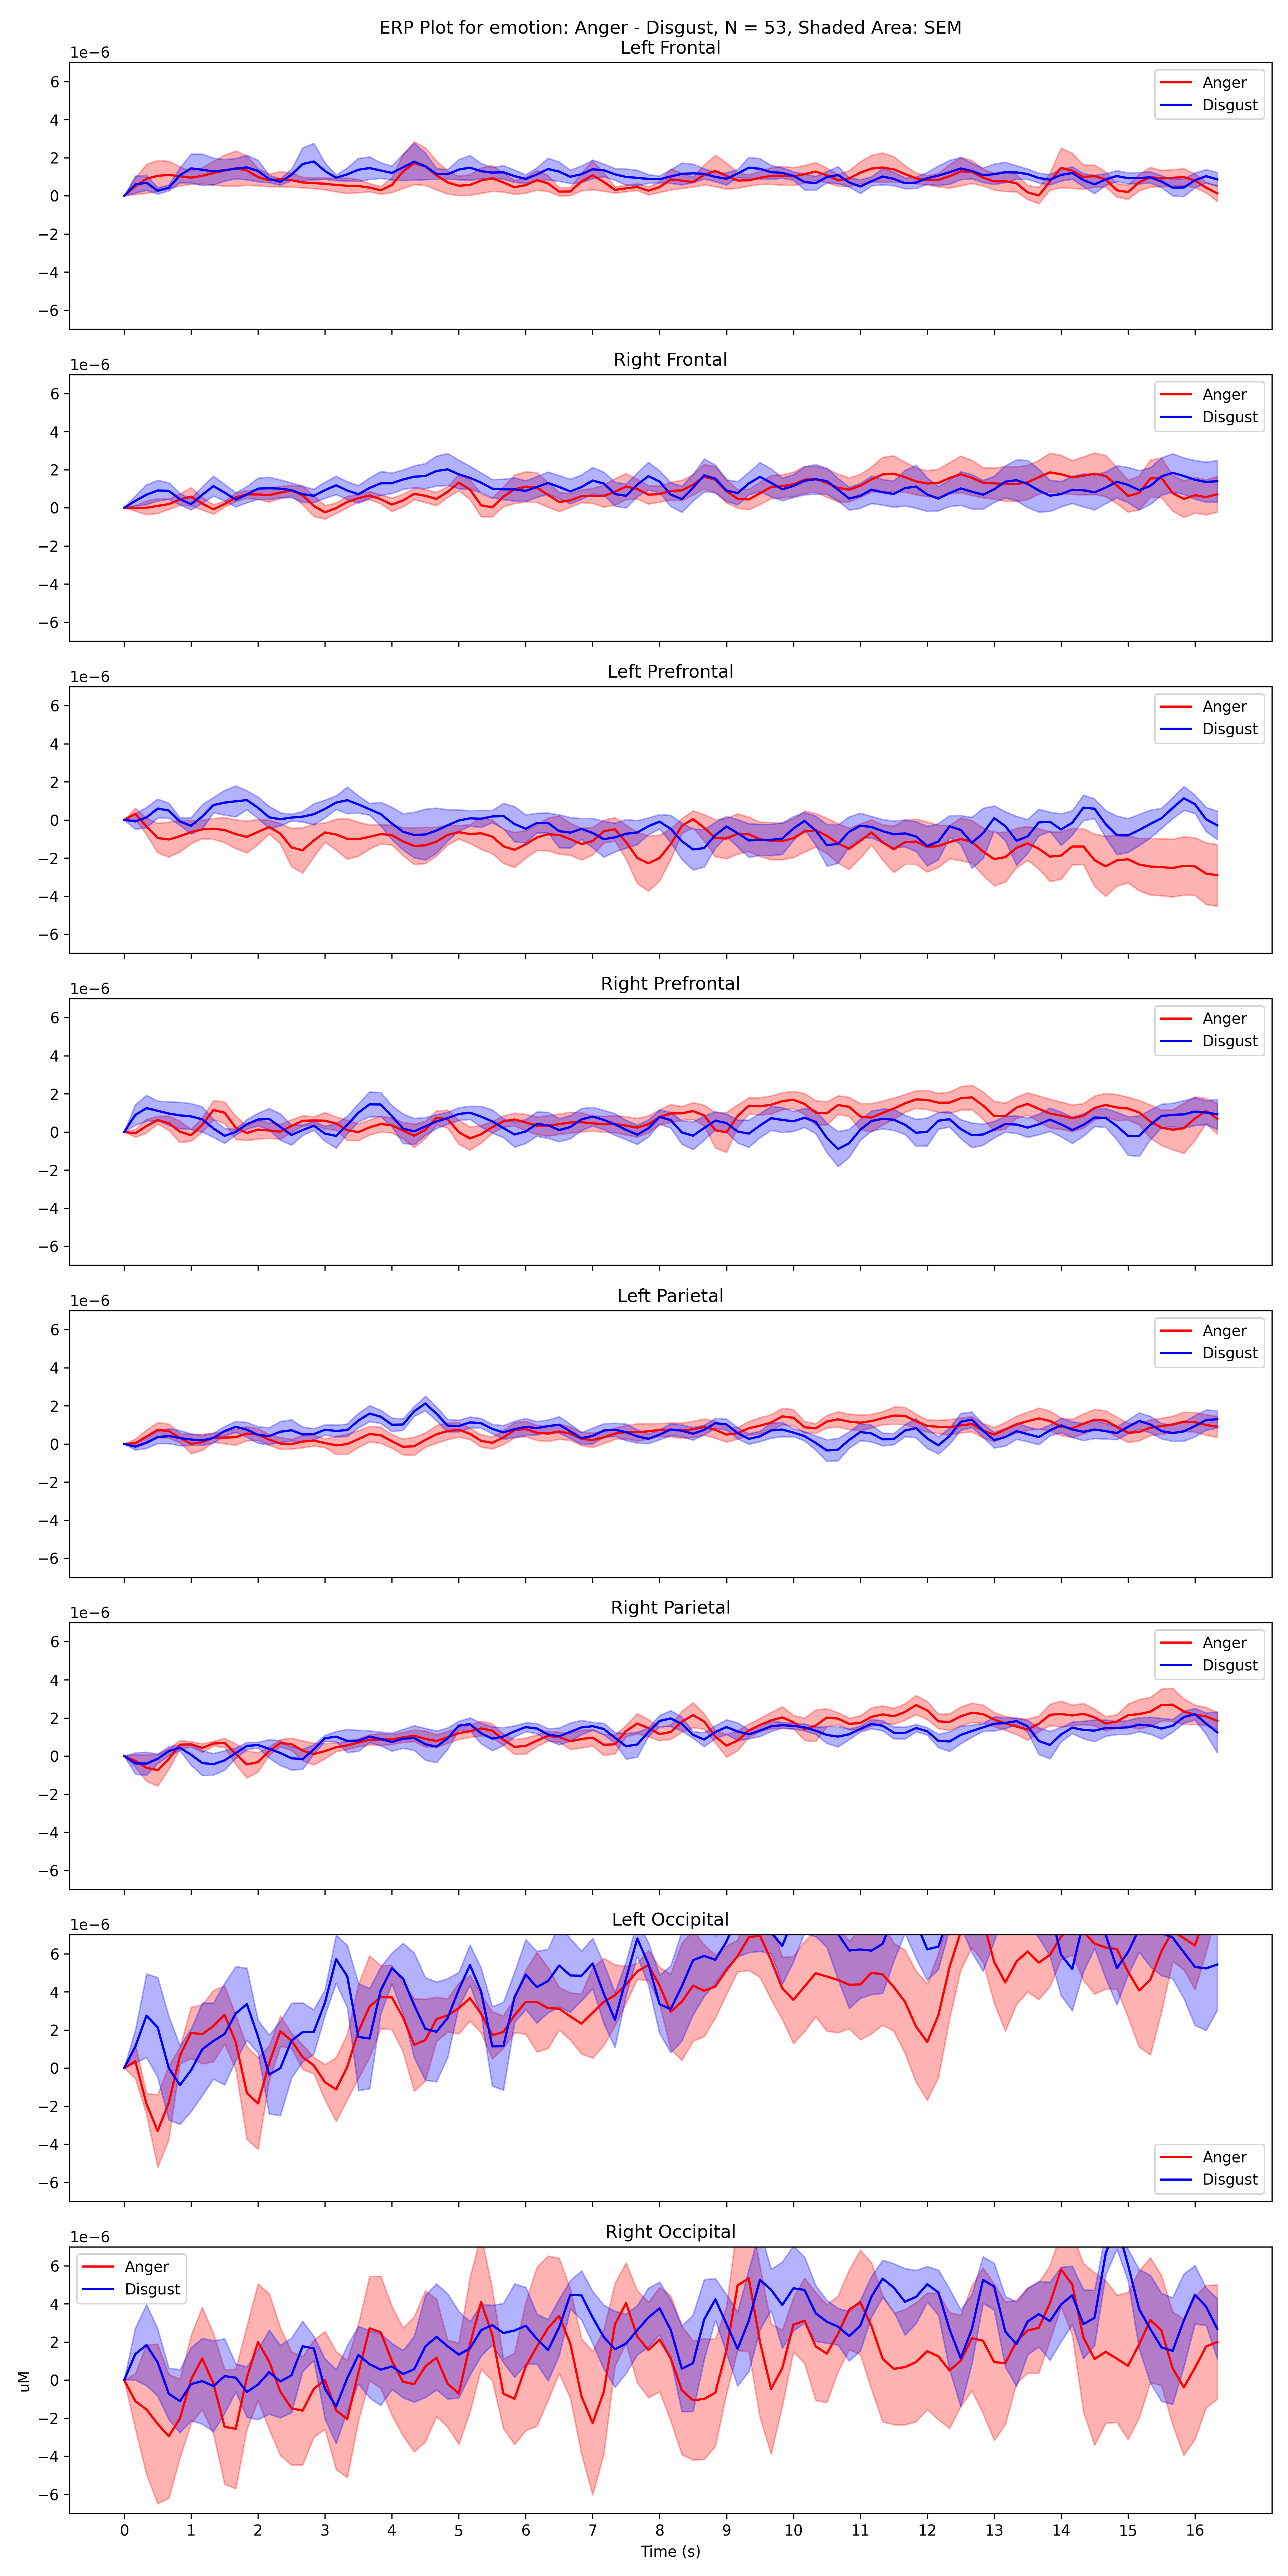 ERP Plot for emotion: Anger - Disgust, N = 53, Shaded Area: SEM
Left Frontal
1e−6
6
4
2
0
−2
−4
−6
Anger
Disgust
Right Frontal
1e−6
6
4
2
0
−2
−4
−6
Anger
Disgust
Left Prefrontal
1e−6
6
4
2
0
−2
−4
−6
Anger
Disgust
Right Prefrontal
1e−6
6
4
2
0
−2
−4
−6
Anger
Disgust
Left Parietal
1e−6
6
4
2
0
−2
−4
−6
Anger
Disgust
Right Parietal
1e−6
6
4
2
0
−2
−4
−6
Anger
Disgust
Left Occipital
1e−6
6
4
2
0
−2
−4
−6
Anger
Disgust
Right Occipital
1e−6
6
4
2
0
−2
−4
−6
Anger
Disgust
uM
0 1 2 3 4 5 6 7 8 9 10 11 12 13 14 15 16
Time (s)